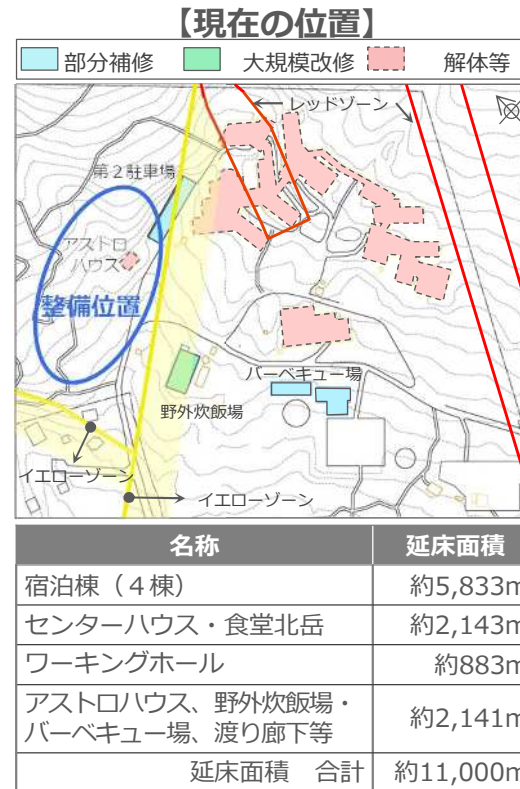 【現在の位置】
部分補修 大規模改修 解体等
レッドゾーン
第２駐車場
アストロ
ハウス
整備位置
バーベキュー場
野外炊飯場
イエローゾーン
イエローゾーン
名称 延床面積
宿泊棟（４棟） 約5,833m
センターハウス・食堂北岳 約2,143m
ワーキングホール 約883m
アストロハウス、野外炊飯場・
バーベキュー場、渡り廊下等 約2,141m
延床面積　合計 約11,000m